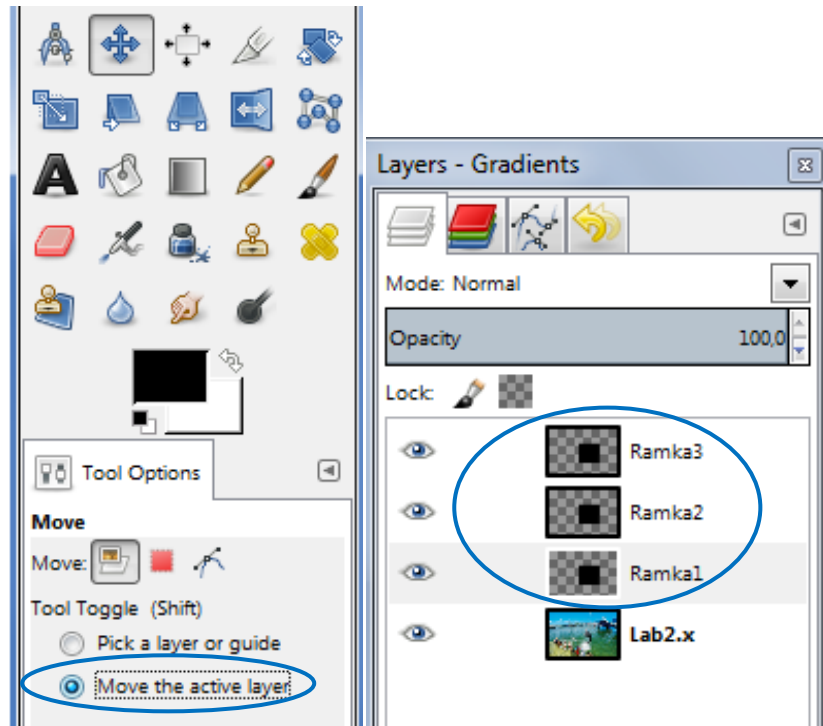 Tool Options
Move
Move:
Tool Toggle (Shift)
Pick a layer or guide
Move the active layer
Layers - Gradients
Mode: Normal
Opacity 100,0
Lock:
Ramka3
Ramka2
Ramka1
Lab2.x